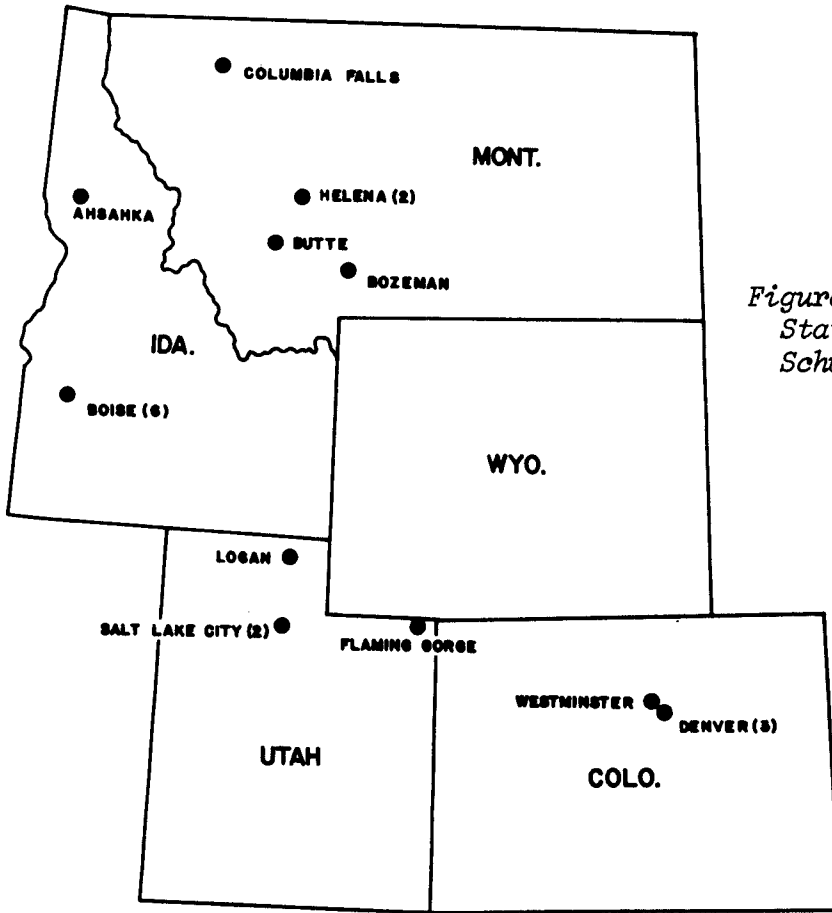 COLUMBIA FALLS
MONT.
HELENA (2)
AHSAHKA
BUTTE
BOZEMAN
Figure
Sta
Sch
IDA.
BOISE (6)
WYO.
LOGAN
SALT LAKE CITY (2)
FLAMING GORGE
WESTMINSTER
DENVER (3)
UTAH
COLO.